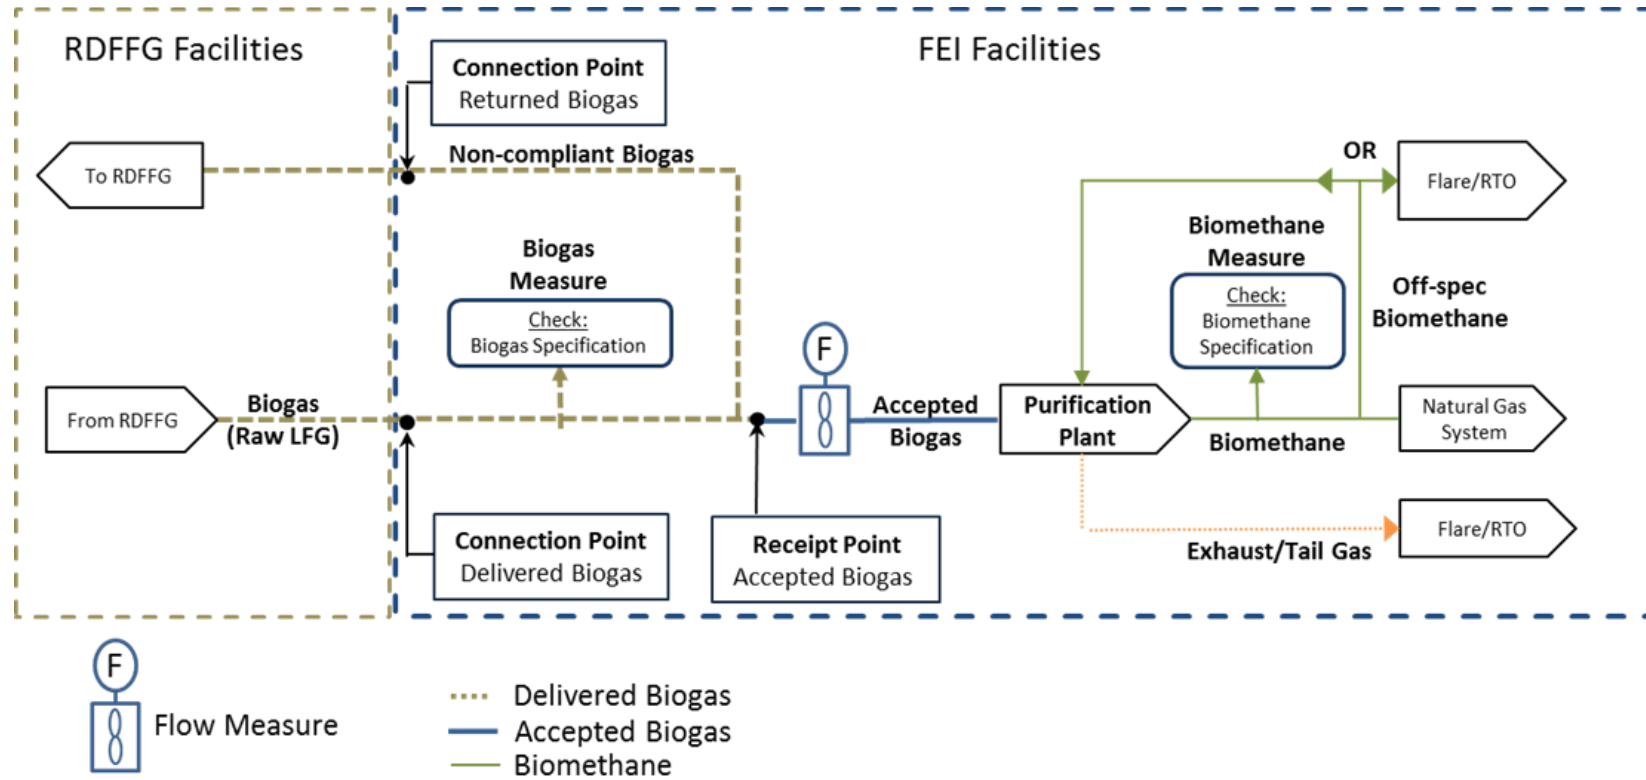 RDFFG Facilities
FEI Facilities
Connection Point
Returned Biogas
To RDFFG
Non-compliant Biogas
OR
Flare/RTO
Biogas
Measure
Check:
Biogas Specification
Biomethane
Measure
Check:
Biomethane
Specification
Off-spec
Biomethane
F
From RDFFG
Biogas
(Raw LFG)
Accepted
Biogas
Purification
Plant
Biomethane
Natural Gas
System
Connection Point
Delivered Biogas
Receipt Point
Accepted Biogas
Exhaust/Tail Gas
Flare/RTO
F
Flow Measure
Delivered Biogas
Accepted Biogas
Biomethane